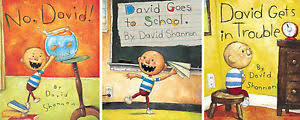 No, David!
by
David
Shannon
David Goes
to School.
By David Shannon
David Gets
in Trouble
by
David
Shannon